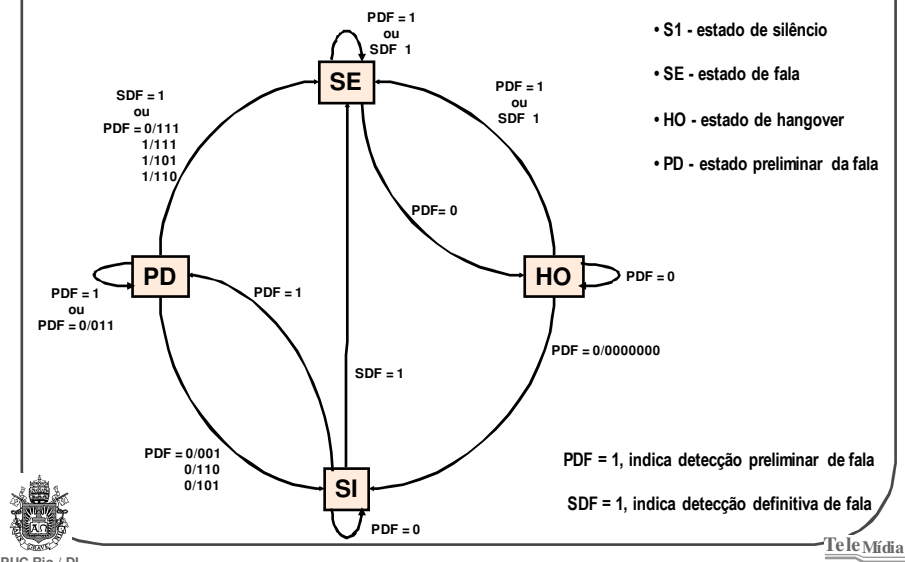 PDF = 1
ou
SDF 1
SE
• S1 - estado de silêncio
• SE - estado de fala
• HO - estado de hangover
• PD - estado preliminar da fala
SDF = 1
ou
PDF = 0/111
1/111
1/101
1/110
PDF = 1
ou
SDF 1
PDF= 0
PD
HO
PDF = 0
PDF = 1
ou
PDF = 0/011
PDF = 1
PDF = 0/0000000
SDF = 1
PDF = 0/001
0/110
0/101
SI
PDF = 0
PDF = 1, indica detecção preliminar de fala
SDF = 1, indica detecção definitiva de fala
TeleMídia